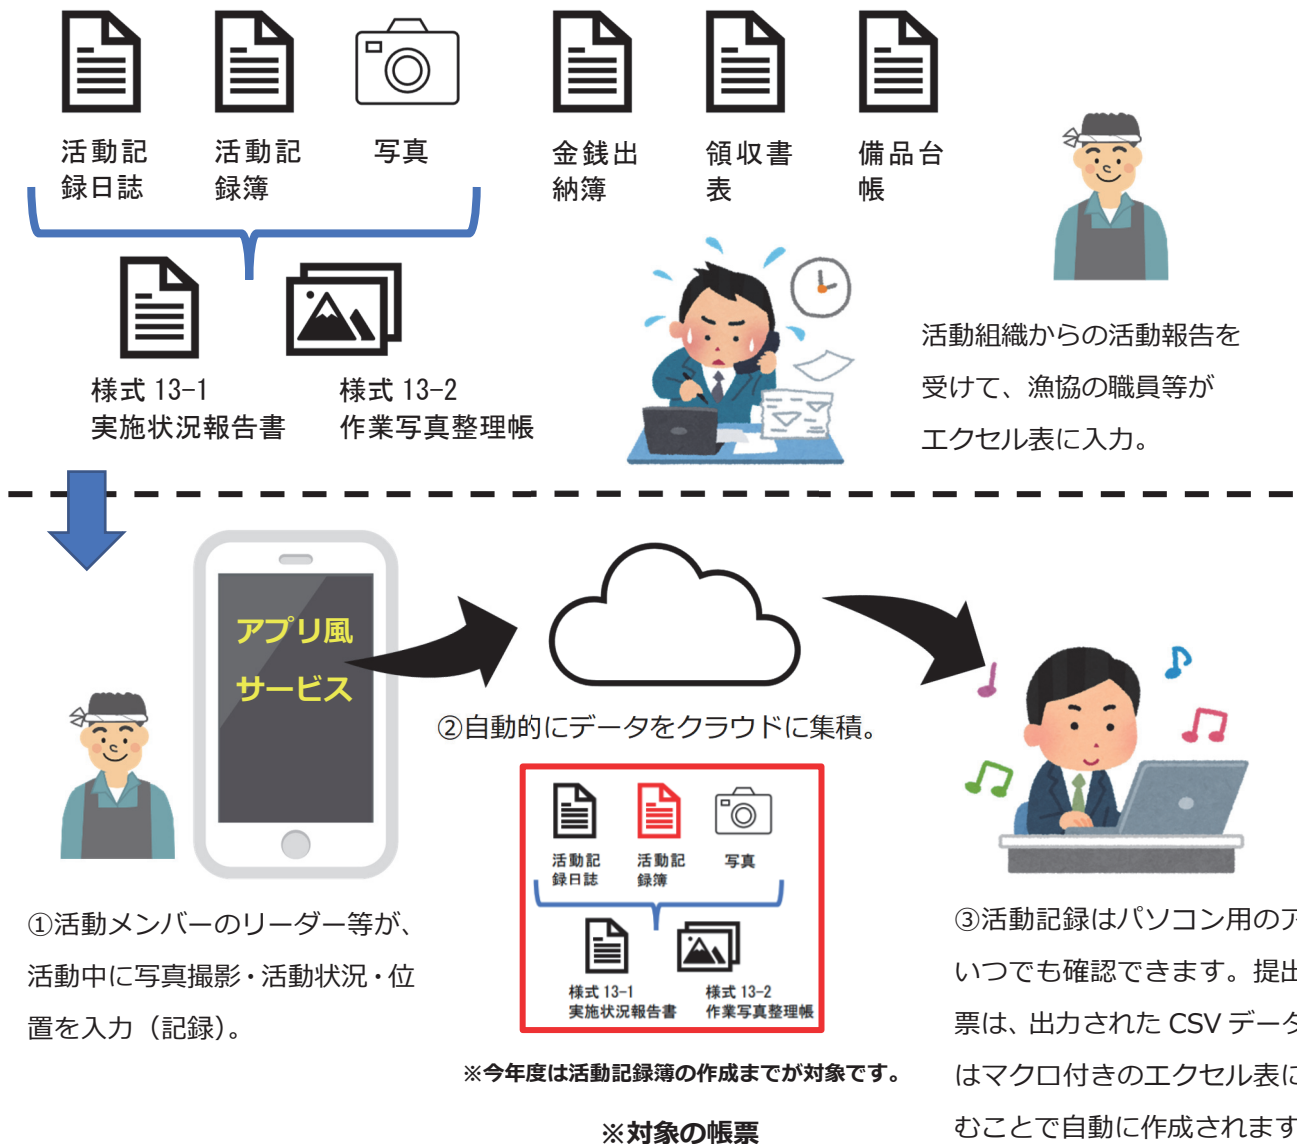 活動記
録日誌
活動記
録簿
写真
金銭出
納簿
領収書
表
備品台
帳
様式 13-1
実施状況報告書
様式 13-2
作業写真整理帳
活動組織からの活動報告を
受けて、漁協の職員等が
エクセル表に入力。
アプリ風
サービス
②自動的にデータをクラウドに集積。
活動記
録日誌
活動記
録簿
写真
様式 13-1
実施状況報告書
様式 13-2
作業写真整理帳
①活動メンバーのリーダー等が、
活動中に写真撮影・活動状況・位
置を入力（記録）。
※今年度は活動記録簿の作成までが対象です。
※対象の帳票
③活動記録はパソコン用のア
いつでも確認できます。提出
票は、出力された CSV データ
はマクロ付きのエクセル表に
むことで自動に作成されます